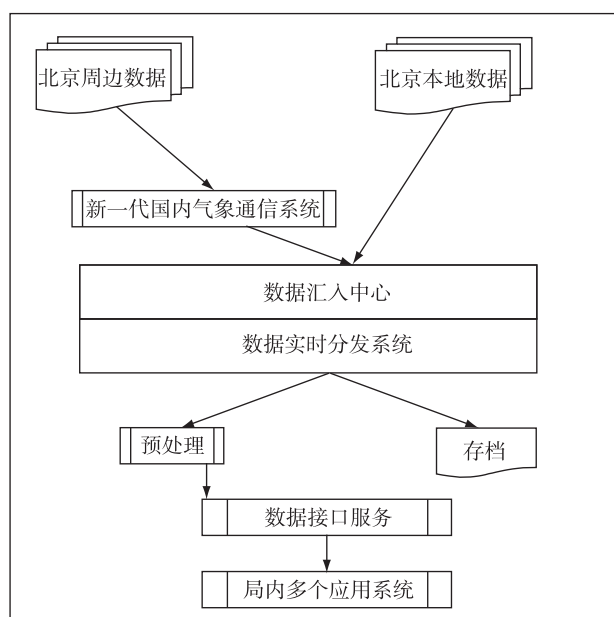 北京周边数据
北京本地数据
新一代国内气象通信系统
数据汇入中心
数据实时分发系统
预处理
存档
数据接口服务
局内多个应用系统